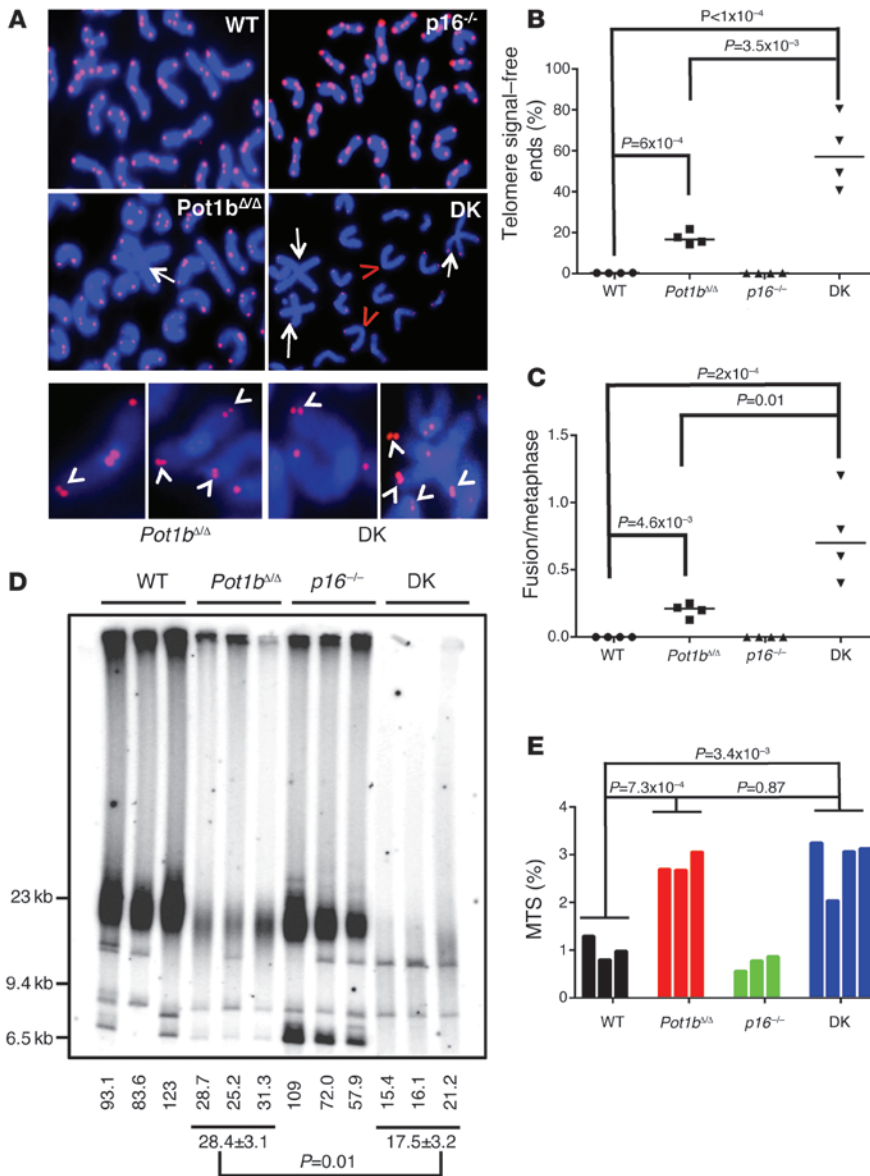 A
WT
p16⁻/⁻
Pot1bΔ/Δ
DK
Pot1bΔ/Δ
DK
B
P<1x10⁻⁴
P=3.5x10⁻³
P=6x10⁻⁴
Telomere signal–free
ends (%)
100
80
60
40
20
0
WT
Pot1bΔ/Δ
p16⁻/⁻
DK
C
P=2x10⁻⁴
P=0.01
P=4.6x10⁻³
Fusion/metaphase
1.5
1.0
0.5
0.0
WT
Pot1bΔ/Δ
p16⁻/⁻
DK
D
WT
Pot1bΔ/Δ
p16⁻/⁻
DK
23 kb
9.4 kb
6.5 kb
93.1
83.6
123
28.7
25.2
31.3
109
72.0
57.9
15.4
16.1
21.2
28.4±3.1
17.5±3.2
P=0.01
E
P=3.4x10⁻³
P=7.3x10⁻⁴
P=0.87
MTS (%)
4
3
2
1
0
WT
Pot1bΔ/Δ
p16⁻/⁻
DK